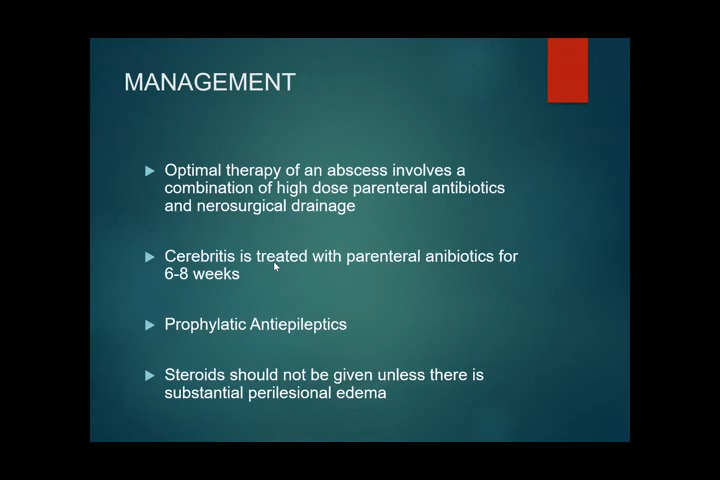 MANAGEMENT
Optimal therapy of an abscess involves a
combination of high dose parenteral antibiotics
and nerosurgical drainage
Cerebritis is treated with parenteral anibiotics for
6-8 weeks
Prophylatic Antiepileptics
Steroids should not be given unless there is
substantial perilesional edema